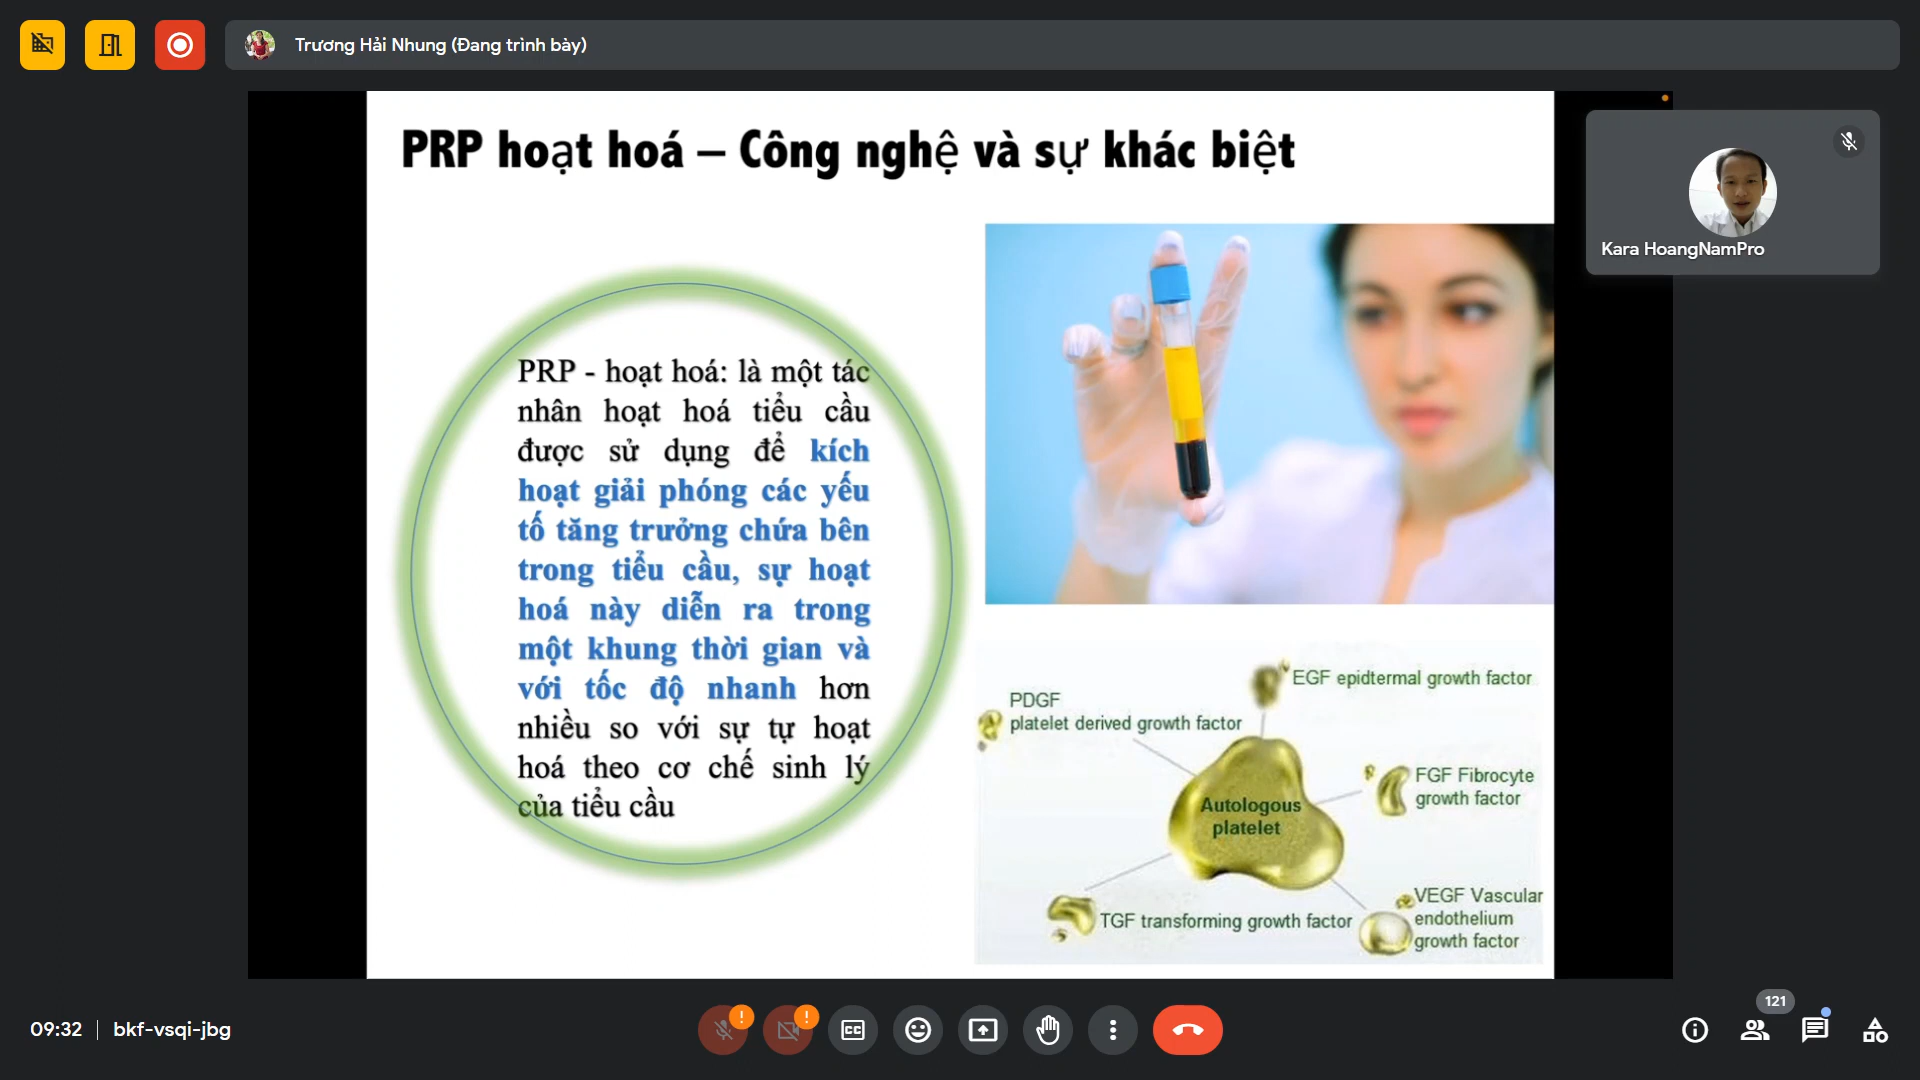 Trương Hải Nhung (Đang trình bày)
PRP hoạt hoá – Công nghệ và sự khác biệt
Kara HoangNamPro
PRP - hoạt hoá: là một tác
nhân hoạt hoá tiểu cầu
được sử dụng để kích
hoạt giải phóng các yếu
tố tăng trưởng chứa bên
trong tiểu cầu, sự hoạt
hoá này diễn ra trong
một khung thời gian và
với tốc độ nhanh hơn
nhiều so với sự tự hoạt
hoá theo cơ chế sinh lý
của tiểu cầu
EGF epidtermal growth factor
PDGF
platelet derived growth factor
FGF Fibrocyte
growth factor
Autologous
platelet
VEGF Vascular
endothelium
growth factor
TGF transforming growth factor
09:32 | bkf-vsqi-jbg
!
!
CC
121